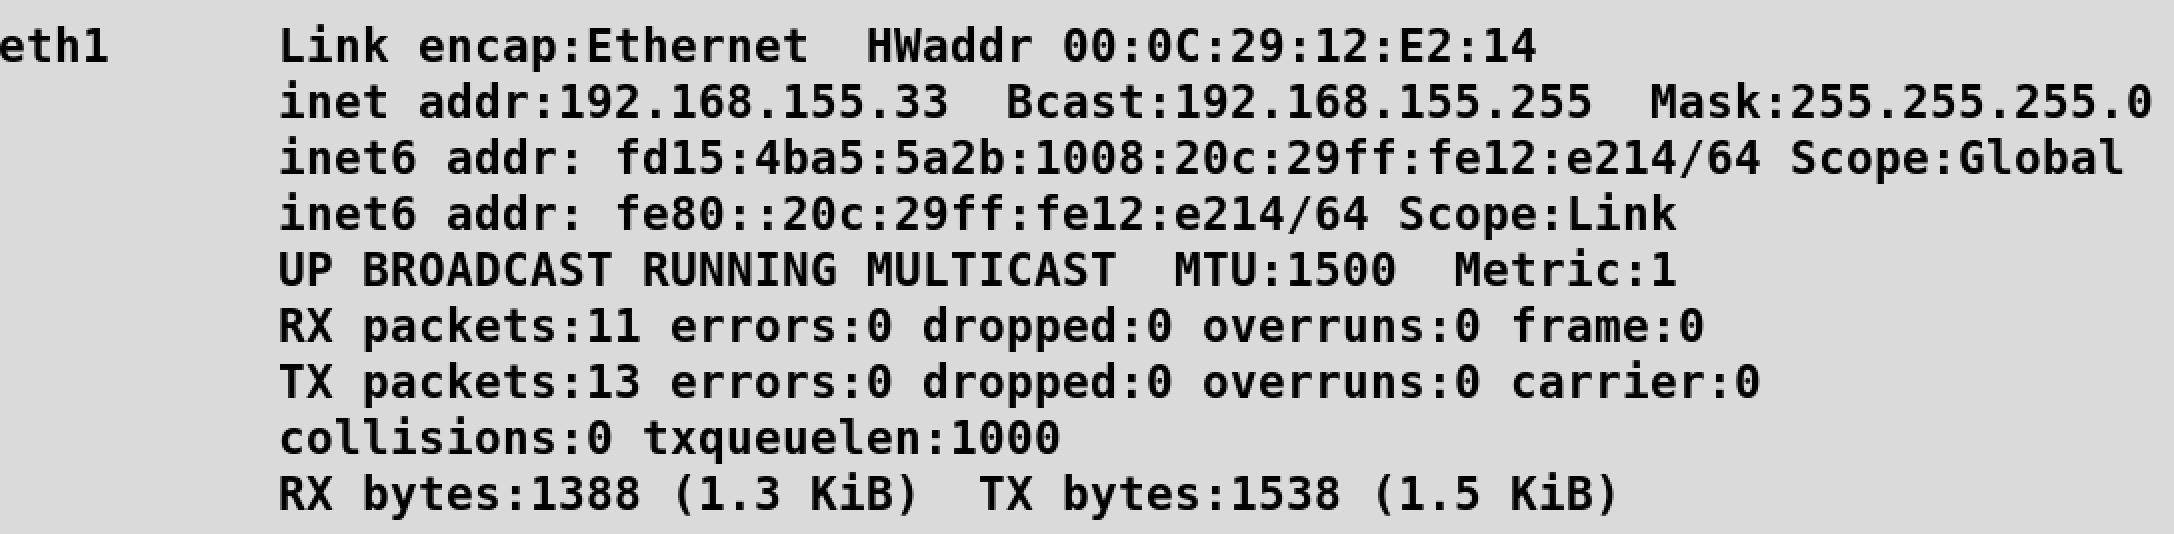 eth1      Link encap:Ethernet  HWaddr 00:0C:29:12:E2:14
          inet addr:192.168.155.33  Bcast:192.168.155.255  Mask:255.255.255.0
          inet6 addr: fd15:4ba5:5a2b:1008:20c:29ff:fe12:e214/64 Scope:Global
          inet6 addr: fe80::20c:29ff:fe12:e214/64 Scope:Link
          UP BROADCAST RUNNING MULTICAST  MTU:1500  Metric:1
          RX packets:11 errors:0 dropped:0 overruns:0 frame:0
          TX packets:13 errors:0 dropped:0 overruns:0 carrier:0
          collisions:0 txqueuelen:1000
          RX bytes:1388 (1.3 KiB)  TX bytes:1538 (1.5 KiB)